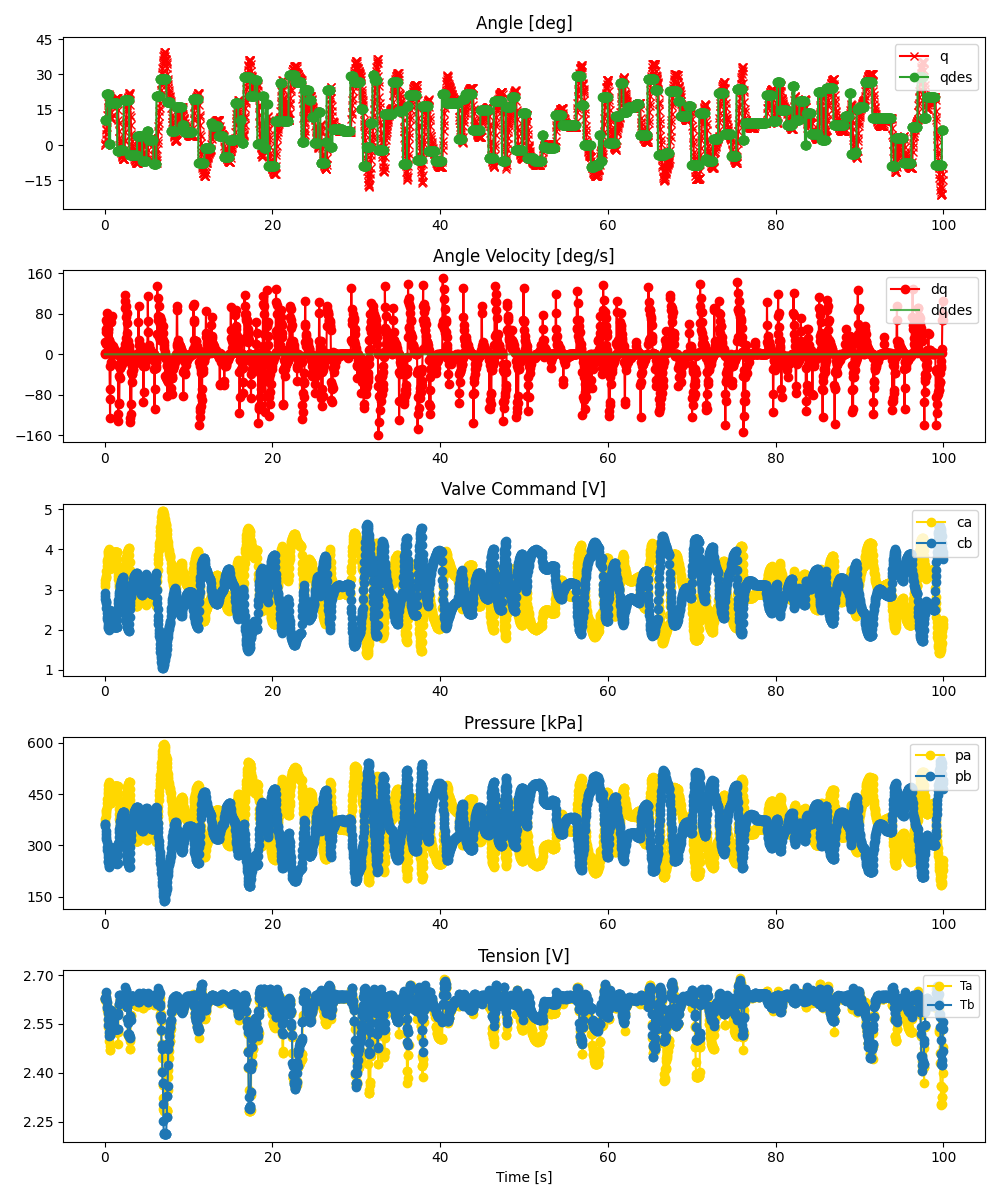 Angle [deg]
45
30
15
0
−15
q
qdes
0 20 40 60 80 100
Angle Velocity [deg/s]
160
80
0
−80
−160
dq
dqdes
0 20 40 60 80 100
Valve Command [V]
5
4
3
2
1
ca
cb
0 20 40 60 80 100
Pressure [kPa]
600
450
300
150
pa
pb
0 20 40 60 80 100
Tension [V]
2.70
2.55
2.40
2.25
Ta
Tb
0 20 40 60 80 100
Time [s]